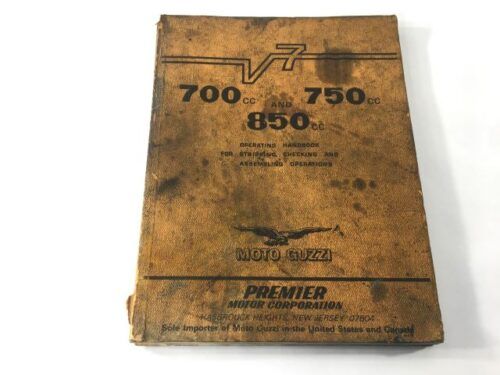 V7
700cc AND 750cc
850cc
OPERATING HANDBOOK
FOR STRIPPING, CHECKING AND
ASSEMBLING OPERATIONS
MOTO GUZZI
PREMIER
MOTOR CORPORATION
HASBROUCK HEIGHTS, NEW JERSEY 07604
Sole Importer of Moto Guzzi in the United States and Canada